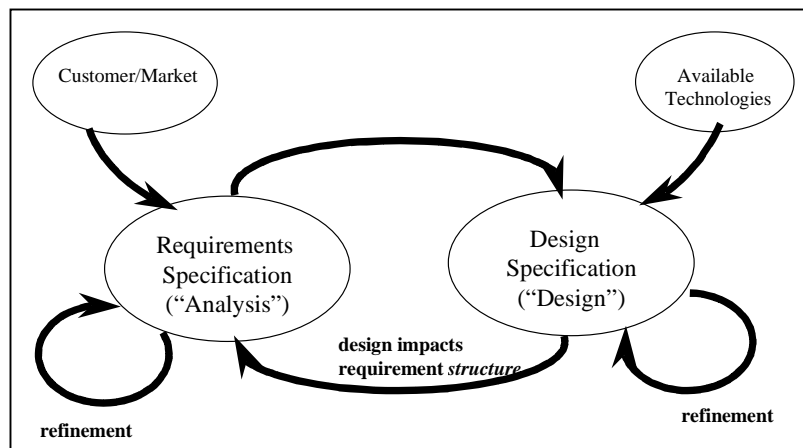 Customer/Market
Available
Technologies
Requirements
Specification
(“Analysis”)
Design
Specification
(“Design”)
design impacts
requirement structure
refinement
refinement